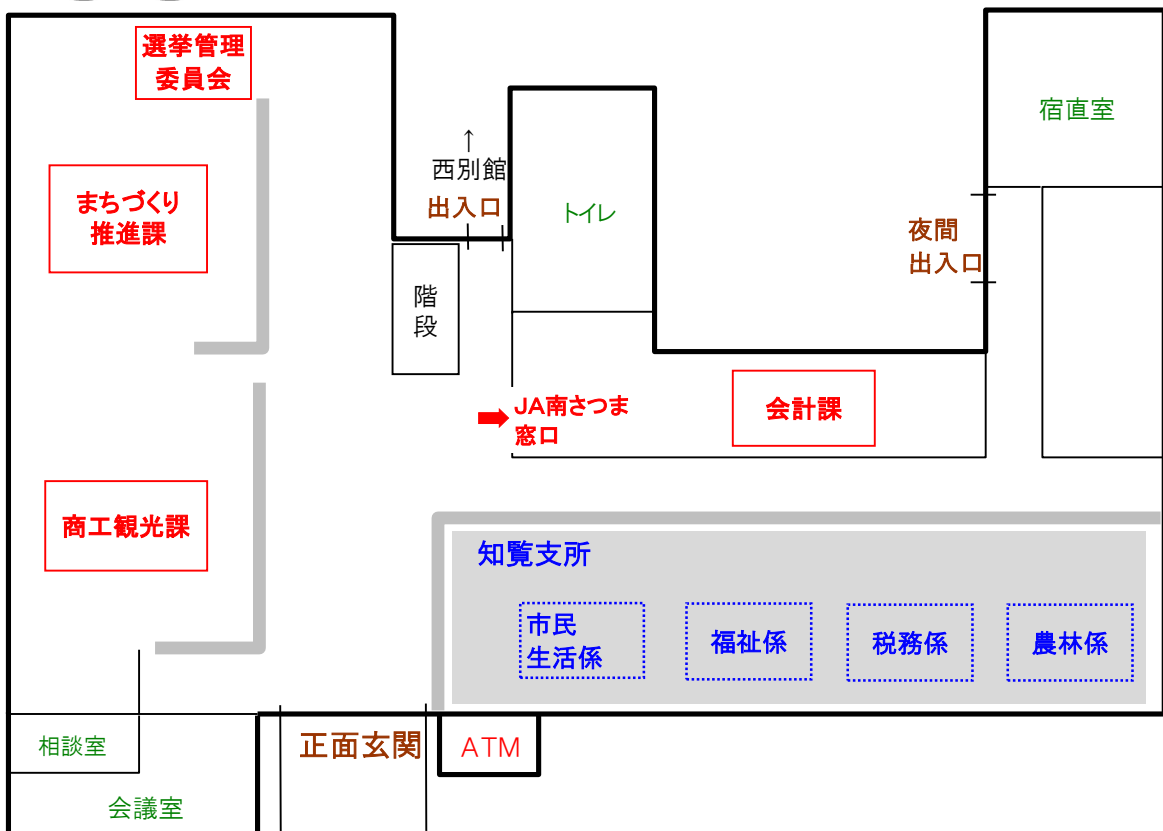 選挙管理
委員会
宿直室
↑
西別館
出入口
まちづくり
推進課
トイレ
夜間
出入口
階
段
➡
JA南さつま
窓口
会計課
商工観光課
知覧支所
市民
生活係
福祉係
税務係
農林係
相談室
正面玄関
ATM
会議室